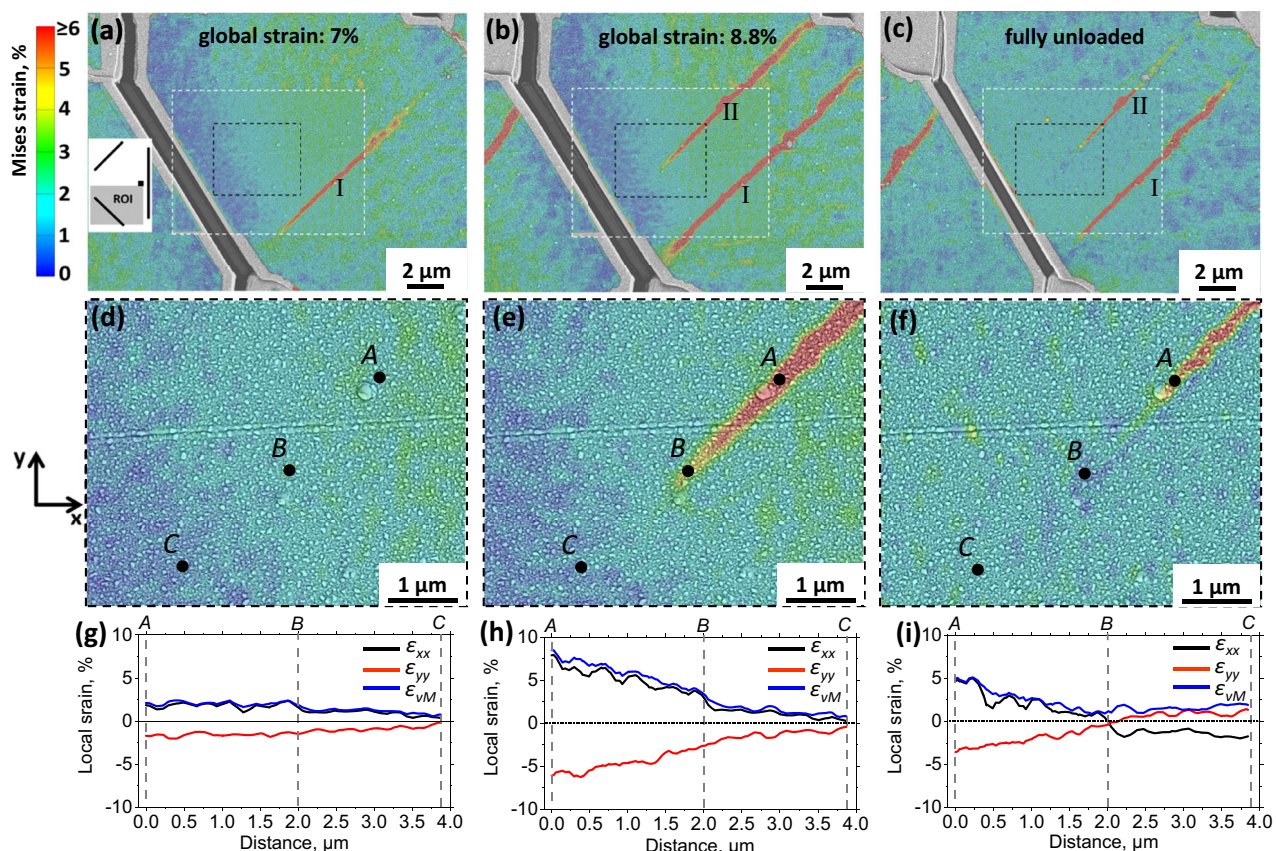 (a)
global strain: 7%
(b)
global strain: 8.8%
(c)
fully unloaded
Mises strain, %
≥6
5
4
3
2
1
0
ROI
I
2 μm
II
I
2 μm
II
I
2 μm
(d)
A
B
C
1 μm
(e)
A
B
C
1 μm
(f)
A
B
C
1 μm
y
x
(g)
A
B
C
Local srain, %
10
5
0
-5
-10
εxx
εyy
εvM
0.0 0.5 1.0 1.5 2.0 2.5 3.0 3.5 4.0
Distance, μm
(h)
A
B
C
Local srain, %
10
5
0
-5
-10
εxx
εyy
εvM
0.0 0.5 1.0 1.5 2.0 2.5 3.0 3.5 4.0
Distance, μm
(i)
A
B
C
Local srain, %
10
5
0
-5
-10
εxx
εyy
εvM
0.0 0.5 1.0 1.5 2.0 2.5 3.0 3.5 4.0
Distance, μm